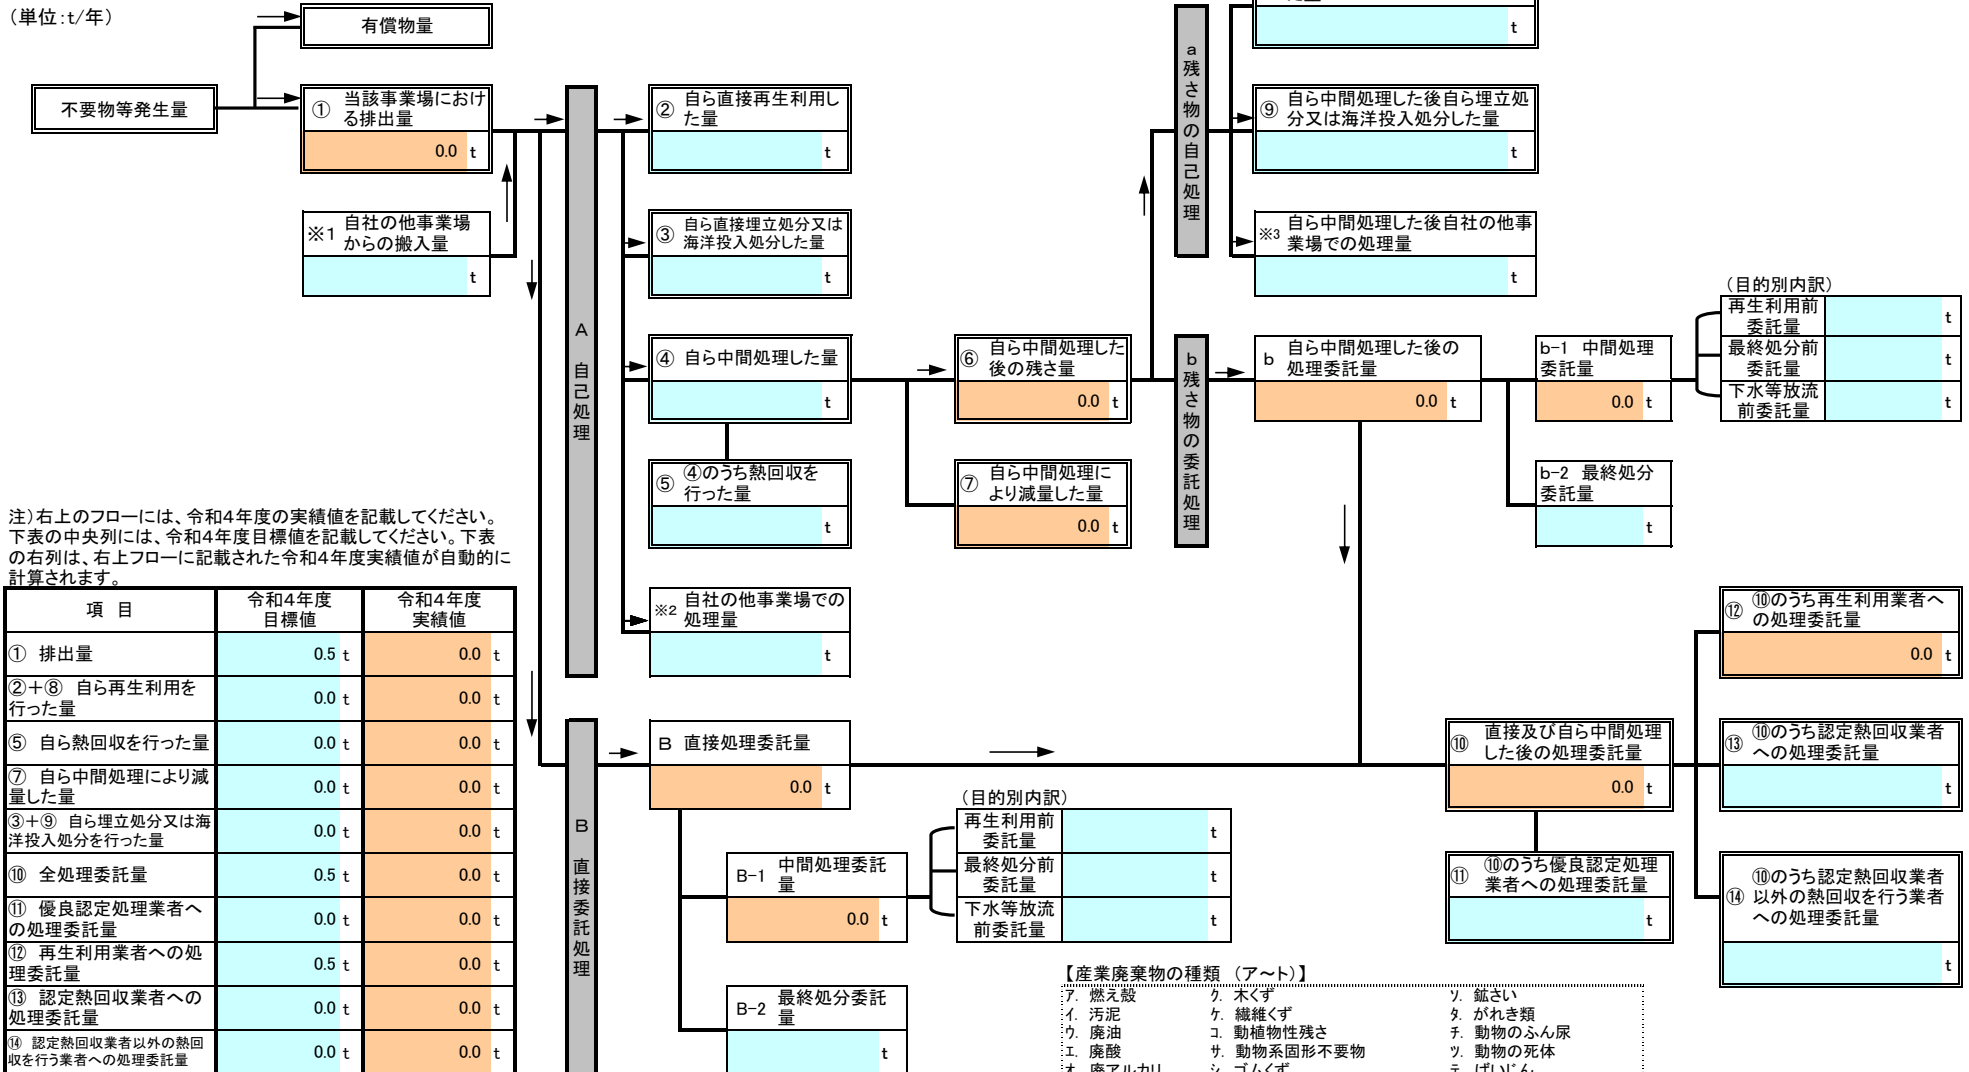 (単位:t/年)
有償物量
不要物等発生量
① 当該事業場におけ
る排出量
0.0 t
※1 自社の他事業場
からの搬入量
t
A 自己処理
② 自ら直接再生利用し
た量
t
③ 自ら直接埋立処分又は
海洋投入処分した量
t
④ 自ら中間処理した量
t
⑤ ④のうち熱回収を
行った量
t
※2 自社の他事業場での
処理量
t
⑥ 自ら中間処理した
後の残さ量
0.0 t
⑦ 自ら中間処理に
より減量した量
0.0 t
a 残さ物の自己処理
t
⑨ 自ら中間処理した後自ら埋立処
分又は海洋投入処分した量
t
※3 自ら中間処理した後自社の他事
業場での処理量
t
b 残さ物の委託処理
b 自ら中間処理した後の
処理委託量
0.0 t
b-1 中間処理
委託量
0.0 t
b-2 最終処分
委託量
t
(目的別内訳)
再生利用前
委託量
t
最終処分前
委託量
t
下水等放流
前委託量
t
注)右上のフローには、令和4年度の実績値を記載してください。
下表の中央列には、令和4年度目標値を記載してください。下表
の右列は、右上フローに記載された令和4年度実績値が自動的に
計算されます。
項 目 令和4年度 令和4年度
目標値 実績値
① 排出量 0.5 t 0.0 t
②+⑧ 自ら再生利用を
行った量 0.0 t 0.0 t
⑤ 自ら熱回収を行った量 0.0 t 0.0 t
⑦ 自ら中間処理により減
量した量 0.0 t 0.0 t
③+⑨ 自ら埋立処分又は海
洋投入処分を行った量 0.0 t 0.0 t
⑩ 全処理委託量 0.5 t 0.0 t
⑪ 優良認定処理業者へ
の処理委託量 0.0 t 0.0 t
⑫ 再生利用業者への処
理委託量 0.5 t 0.0 t
⑬ 認定熱回収業者への
処理委託量 0.0 t 0.0 t
⑭ 認定熱回収業者以外の熱回
収を行う業者への処理委託量 0.0 t 0.0 t
B 直接委託処理
B 直接処理委託量
0.0 t
B-1 中間処理委託
量
0.0 t
B-2 最終処分委託
量
t
(目的別内訳)
再生利用前
委託量
t
最終処分前
委託量
t
下水等放流
前委託量
t
⑩ 直接及び自ら中間処理
した後の処理委託量
0.0 t
⑪ ⑩のうち優良認定処理
業者への処理委託量
t
⑫ ⑩のうち再生利用業者へ
の処理委託量
0.0 t
⑬ ⑩のうち認定熱回収業者
への処理委託量
t
⑭ ⑩のうち認定熱回収業者
以外の熱回収を行う業者
への処理委託量
t
【産業廃棄物の種類 (ア~ト)】
ア. 燃え殻 ク. 木くず ソ. 鉱さい
イ. 汚泥 ケ. 繊維くず タ. がれき類
ウ. 廃油 コ. 動植物性残さ チ. 動物のふん尿
エ. 廃酸 サ. 動物系固形不要物 ツ. 動物の死体
オ. 廃アルカリ シ. ゴムくず テ. ばいじん